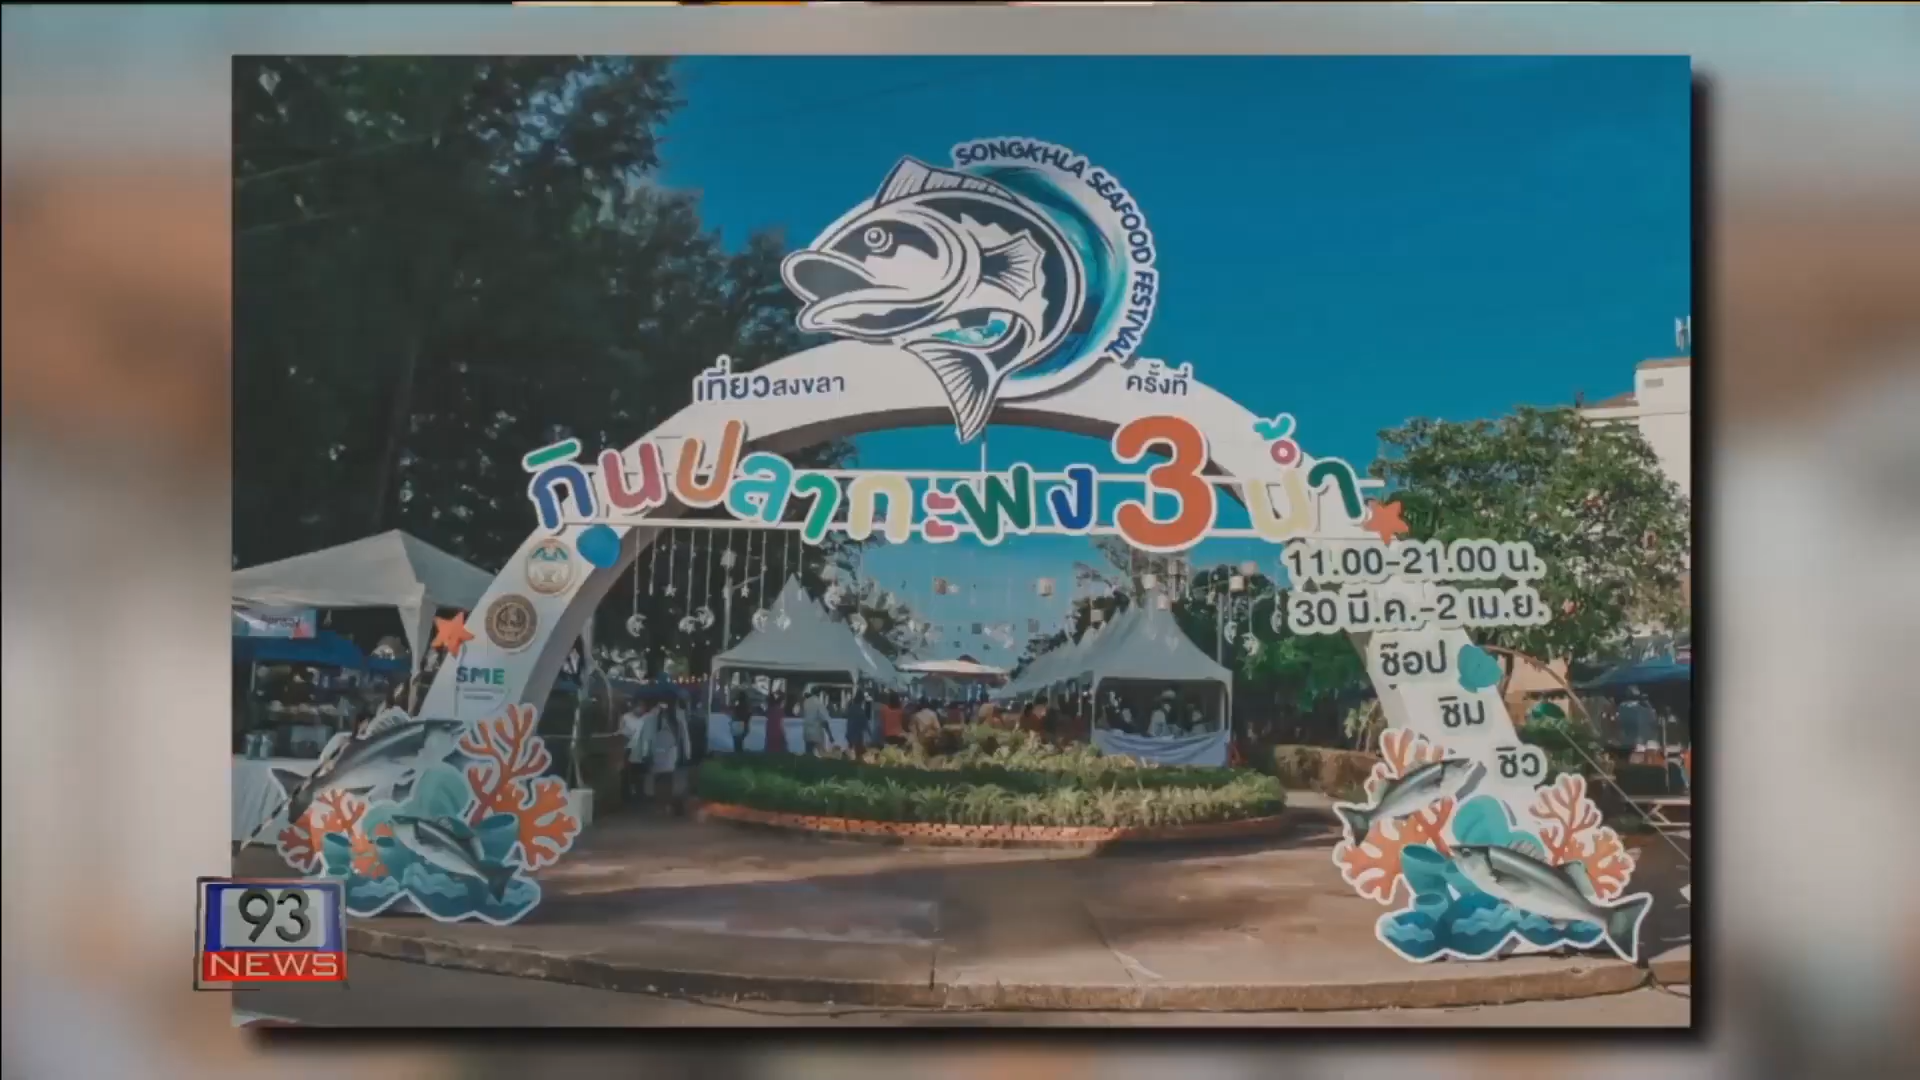 SONGKHLA SEAFOOD FESTIVAL
เที่ยวสงขลา
ครั้งที่
กินปลากะพง 3 น้ำ
11.00-21.00 น.
30 มี.ค.-2 เม.ย.
ช๊อป
ชิม
ชิว
SME
93
NEWS